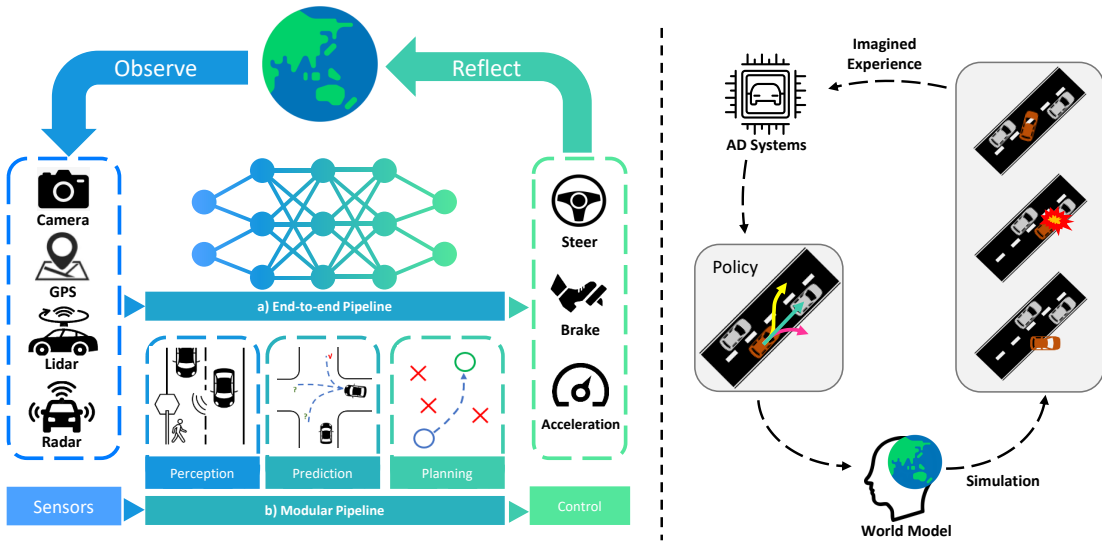 Observe
Reflect
Camera
GPS
Lidar
Radar
Steer
Brake
Acceleration
a) End-to-end Pipeline
Perception
Prediction
Planning
Sensors
b) Modular Pipeline
Control
Imagined
Experience
AD Systems
Policy
Simulation
World Model